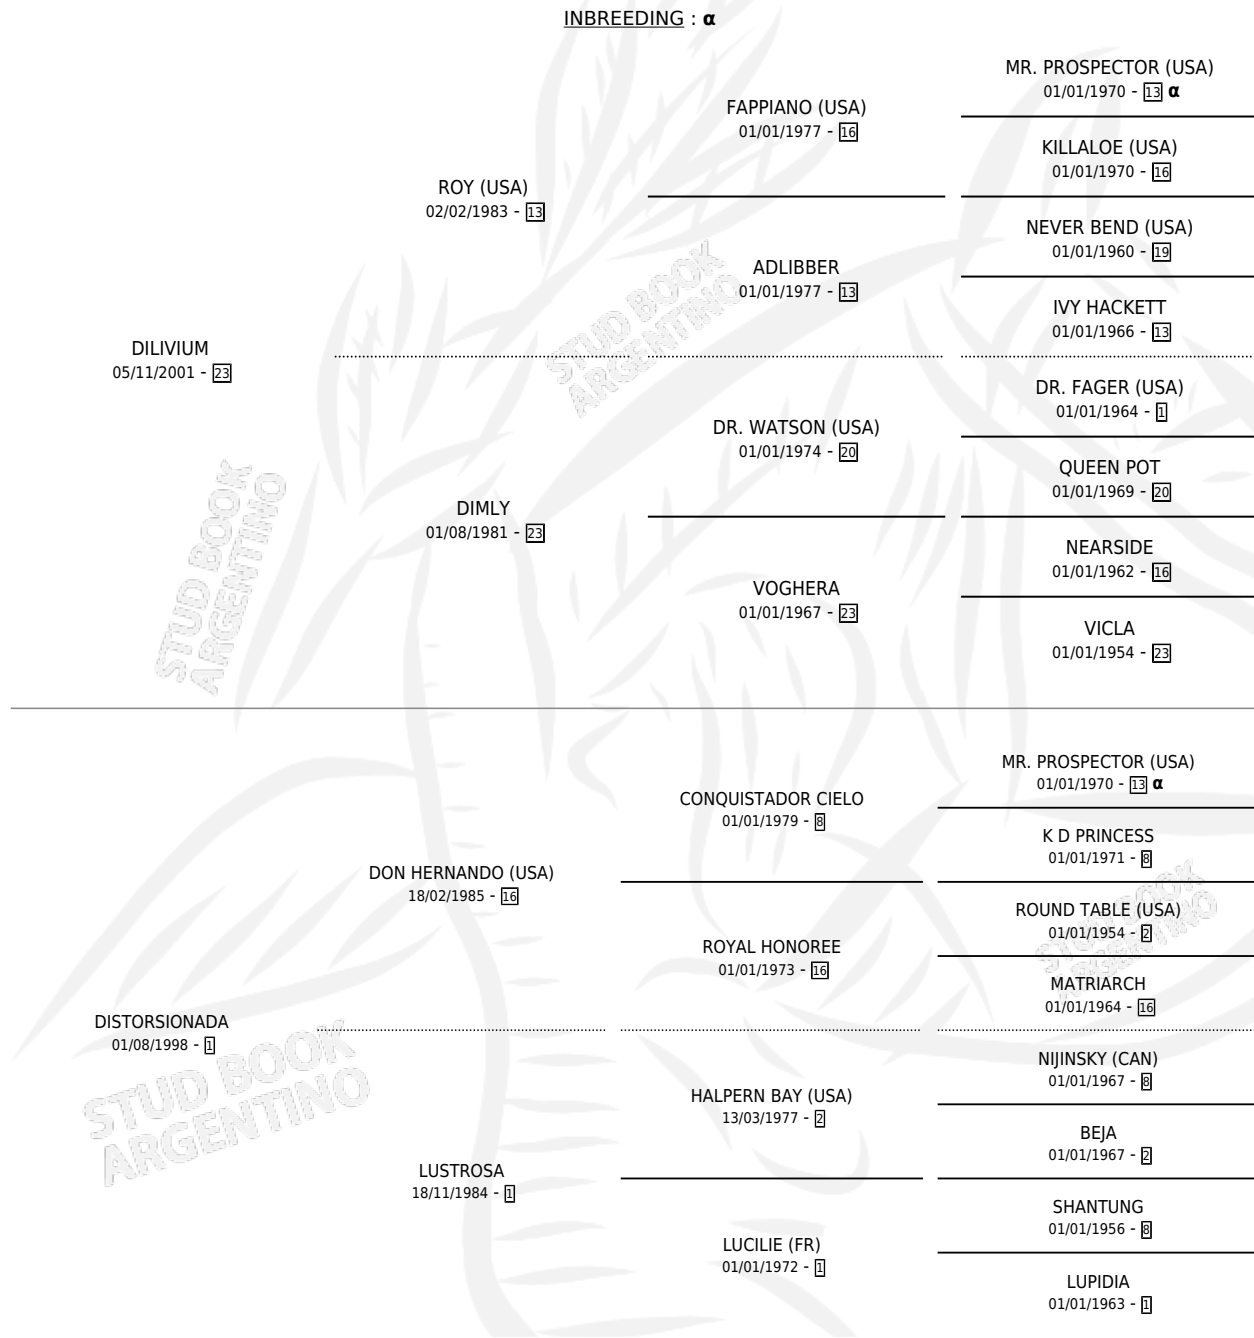 INBREEDING : α
MR. PROSPECTOR (USA)
01/01/1970 - 13 α
FAPPIANO (USA)
01/01/1977 - 16
KILLALOE (USA)
01/01/1970 - 16
ROY (USA)
02/02/1983 - 13
NEVER BEND (USA)
01/01/1960 - 19
ADLIBBER
01/01/1977 - 13
IVY HACKETT
01/01/1966 - 13
DILIVIUM
05/11/2001 - 23
DR. FAGER (USA)
01/01/1964 - 1
DR. WATSON (USA)
01/01/1974 - 20
QUEEN POT
01/01/1969 - 20
DIMLY
01/08/1981 - 23
NEARSIDE
01/01/1962 - 16
VOGHERA
01/01/1967 - 23
VICLA
01/01/1954 - 23
MR. PROSPECTOR (USA)
01/01/1970 - 13 α
CONQUISTADOR CIELO
01/01/1979 - 8
K D PRINCESS
01/01/1971 - 8
DON HERNANDO (USA)
18/02/1985 - 16
ROUND TABLE (USA)
01/01/1954 - 2
ROYAL HONOREE
01/01/1973 - 16
MATRIARCH
01/01/1964 - 16
DISTORSIONADA
01/08/1998 - 1
NIJINSKY (CAN)
01/01/1967 - 8
HALPERN BAY (USA)
13/03/1977 - 2
BEJA
01/01/1967 - 2
LUSTROSA
18/11/1984 - 1
SHANTUNG
01/01/1956 - 8
LUCILIE (FR)
01/01/1972 - 1
LUPIDIA
01/01/1963 - 1
STUD BOOK
ARGENTINO
STUD BOOK
ARGENTINO
STUD BOOK
ARGENTINO
STUD BOOK
ARGENTINO